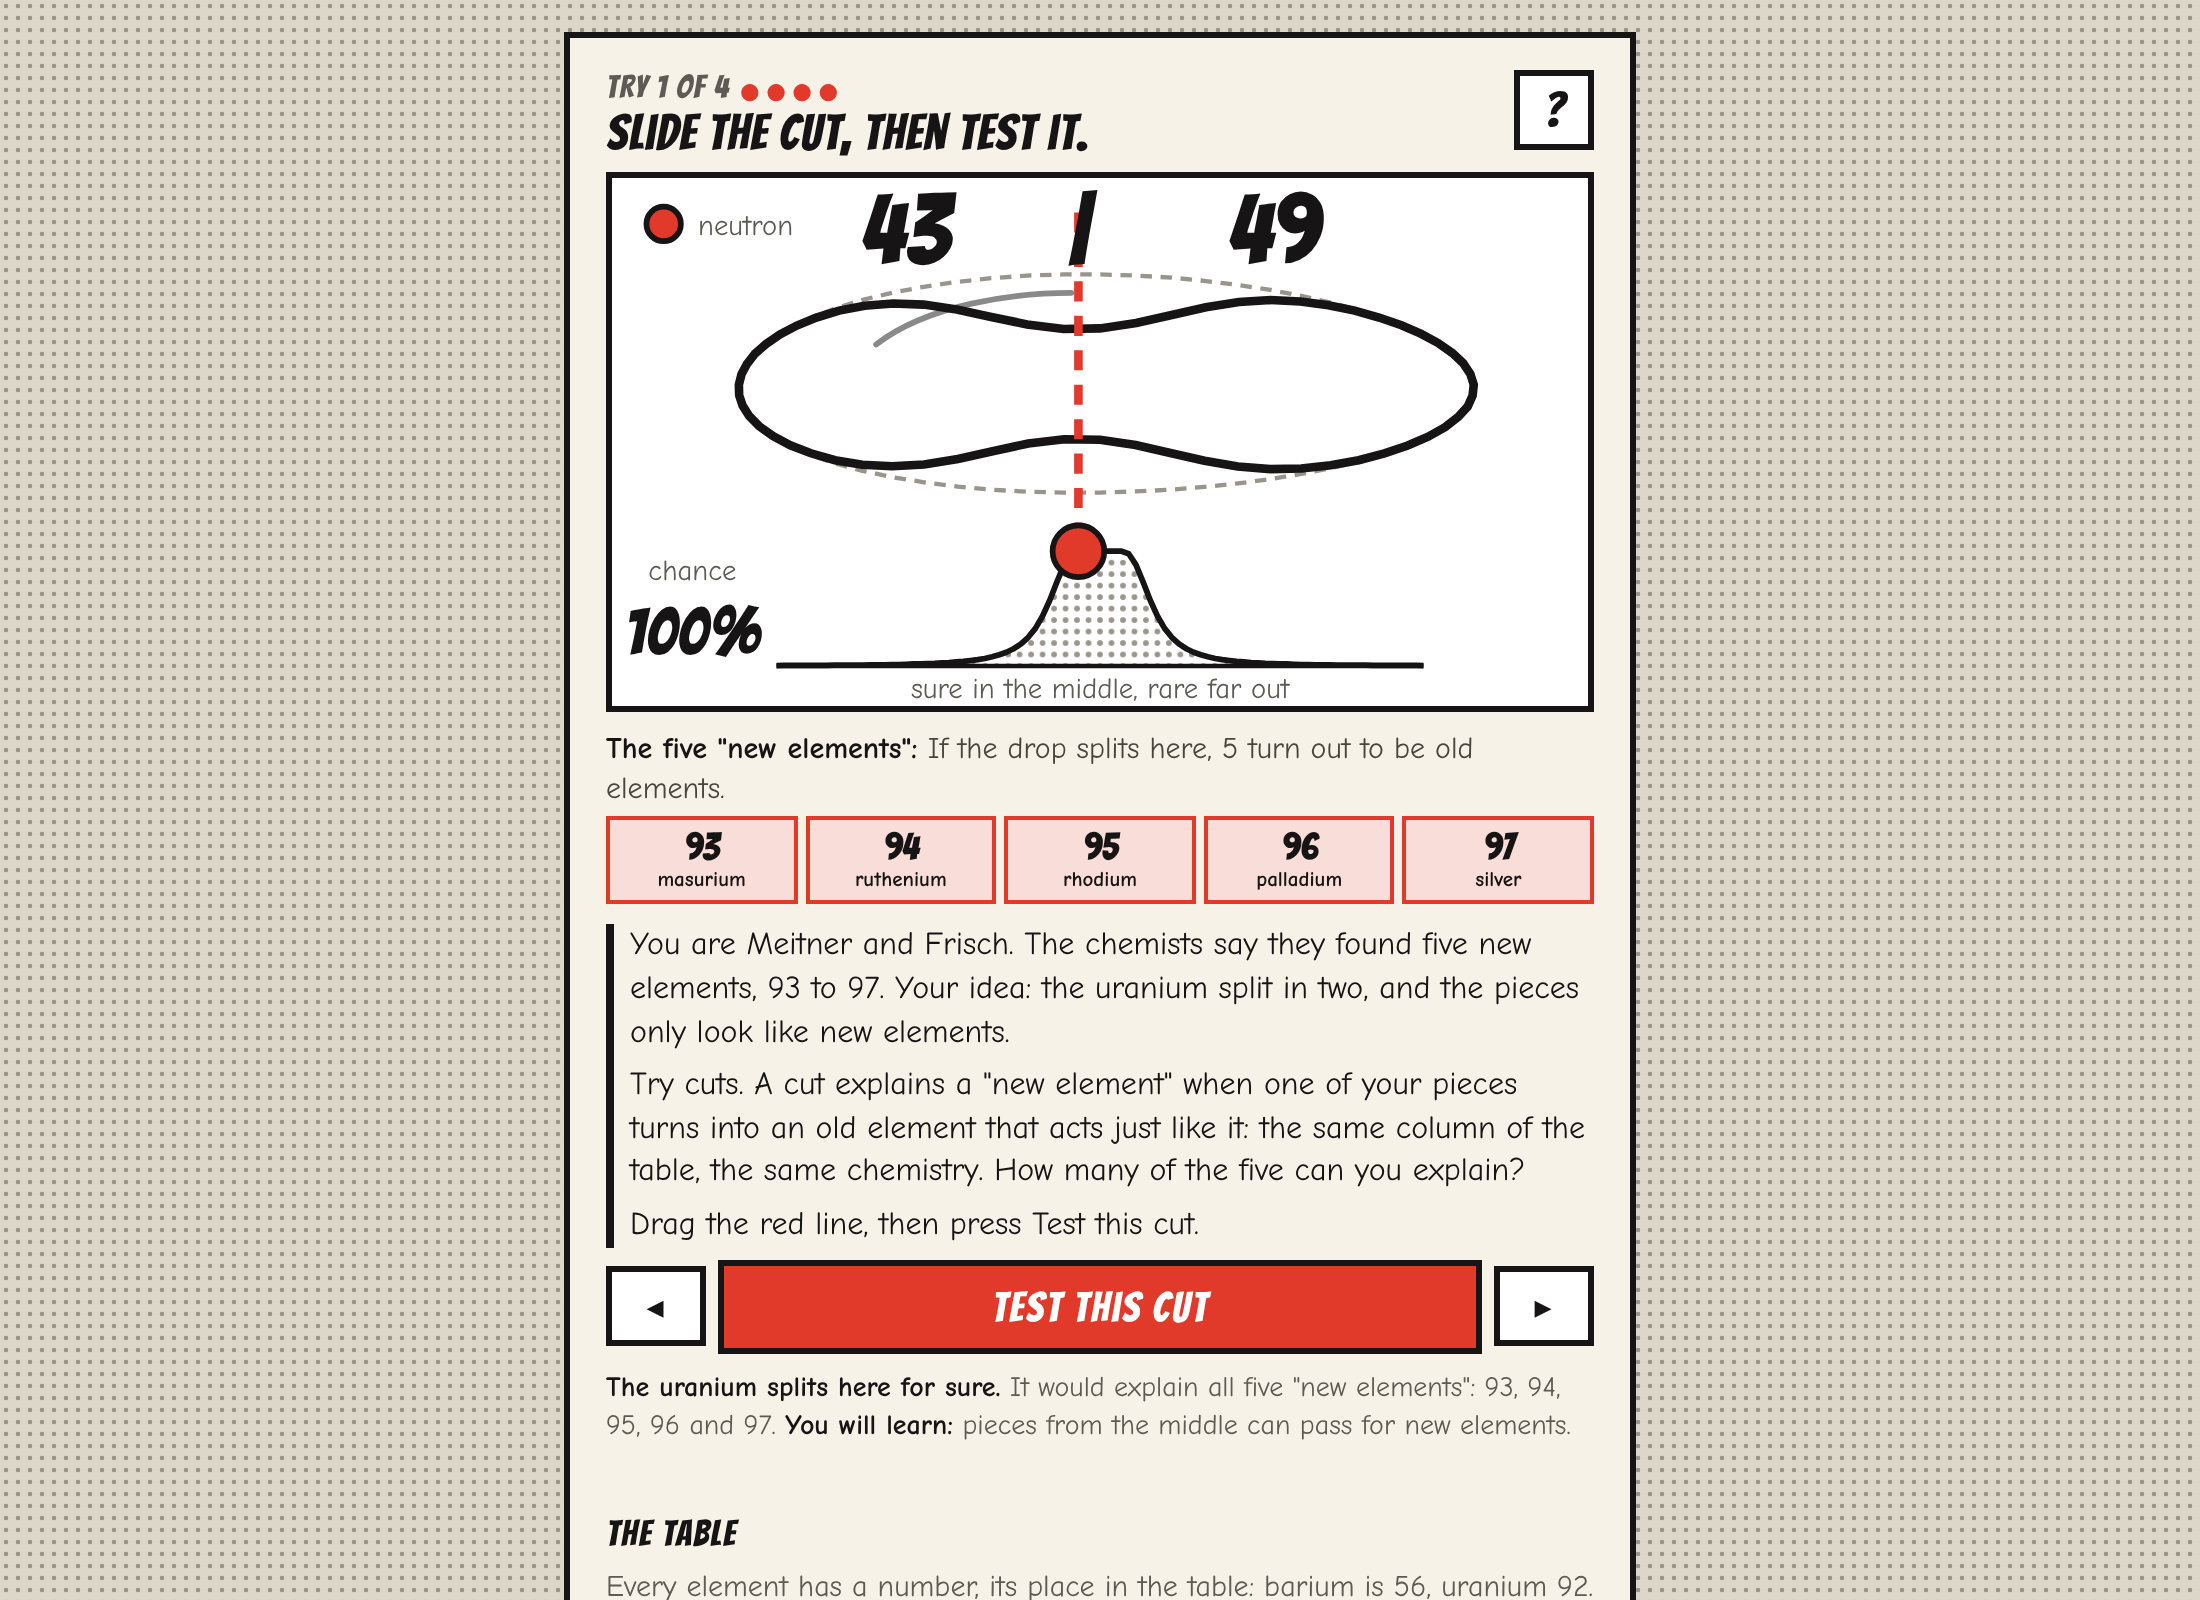 TRY 1 OF 4
SLIDE THE CUT, THEN TEST IT.
?
neutron
43 / 49
chance
100%
sure in the middle, rare far out
The five "new elements": If the drop splits here, 5 turn out to be old
elements.
93 94 95 96 97
masurium ruthenium rhodium palladium silver
You are Meitner and Frisch. The chemists say they found five new
elements, 93 to 97. Your idea: the uranium split in two, and the pieces
only look like new elements.
Try cuts. A cut explains a "new element" when one of your pieces
turns into an old element that acts just like it: the same column of the
table, the same chemistry. How many of the five can you explain?
Drag the red line, then press Test this cut.
◄ TEST THIS CUT ►
The uranium splits here for sure. It would explain all five "new elements": 93, 94,
95, 96 and 97. You will learn: pieces from the middle can pass for new elements.
THE TABLE
Every element has a number, its place in the table: barium is 56, uranium 92.